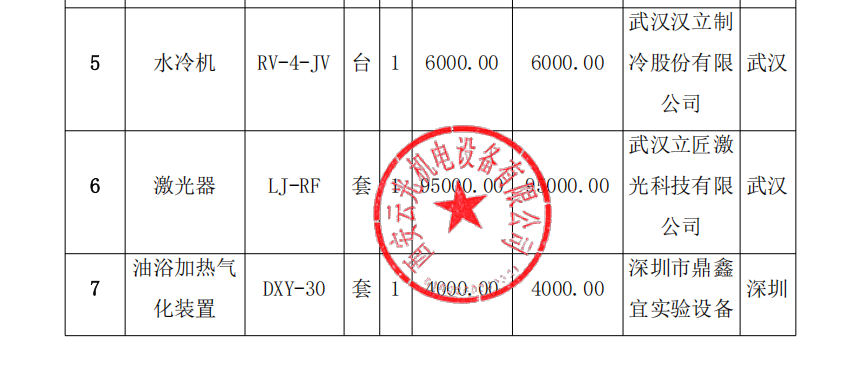 5 水冷机 RV-4-JV 台 1 6000.00 6000.00 武汉汉立制冷股份有限公司 武汉
6 激光器 LJ-RF 套 1 95000.00 95000.00 武汉立匠激光科技有限公司 武汉
7 油浴加热气化装置 DXY-30 套 1 4000.00 4000.00 深圳市鼎鑫宜实验设备 深圳
西安云光机电设备有限公司